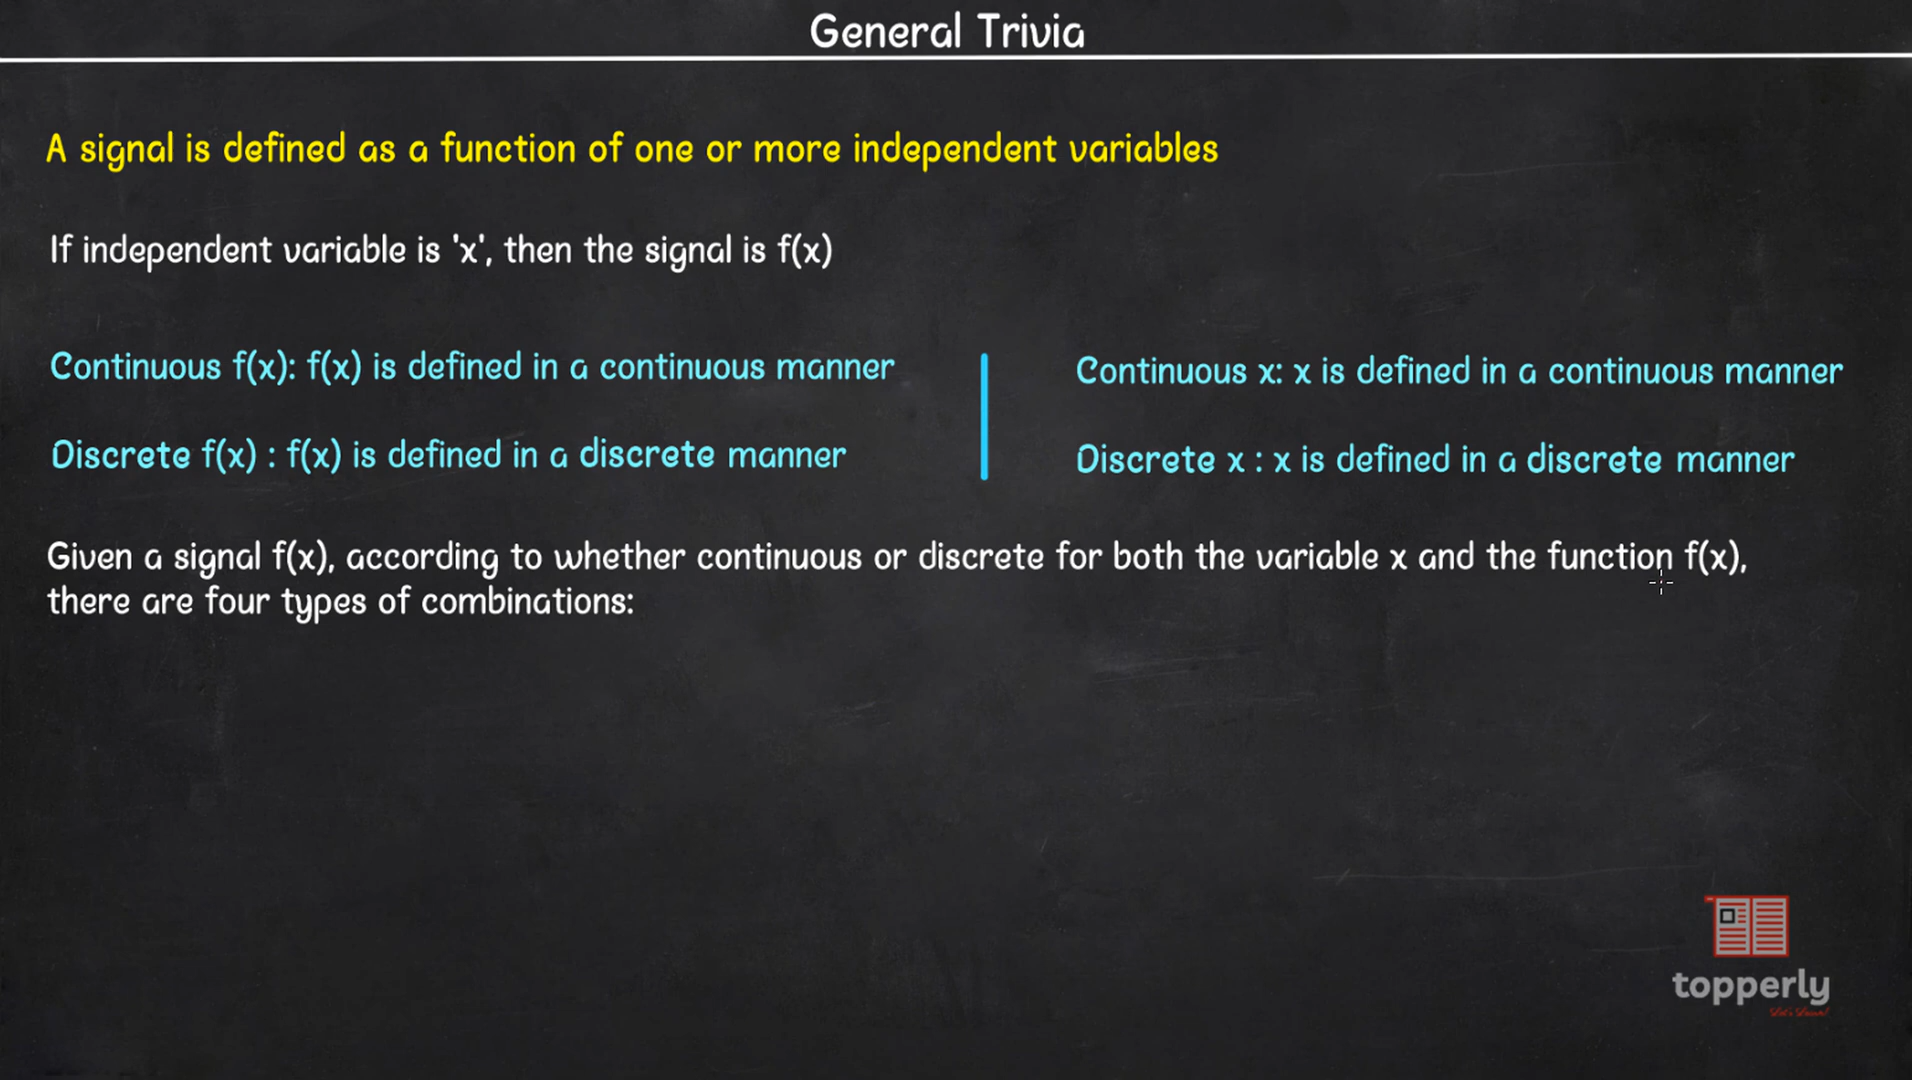 General Trivia
A signal is defined as a function of one or more independent variables
If independent variable is 'x', then the signal is f(x)
Continuous f(x): f(x) is defined in a continuous manner
Discrete f(x) : f(x) is defined in a discrete manner
Continuous x: x is defined in a continuous manner
Discrete x : x is defined in a discrete manner
Given a signal f(x), according to whether continuous or discrete for both the variable x and the function f(x),
there are four types of combinations:
topperly
Let's Learn!